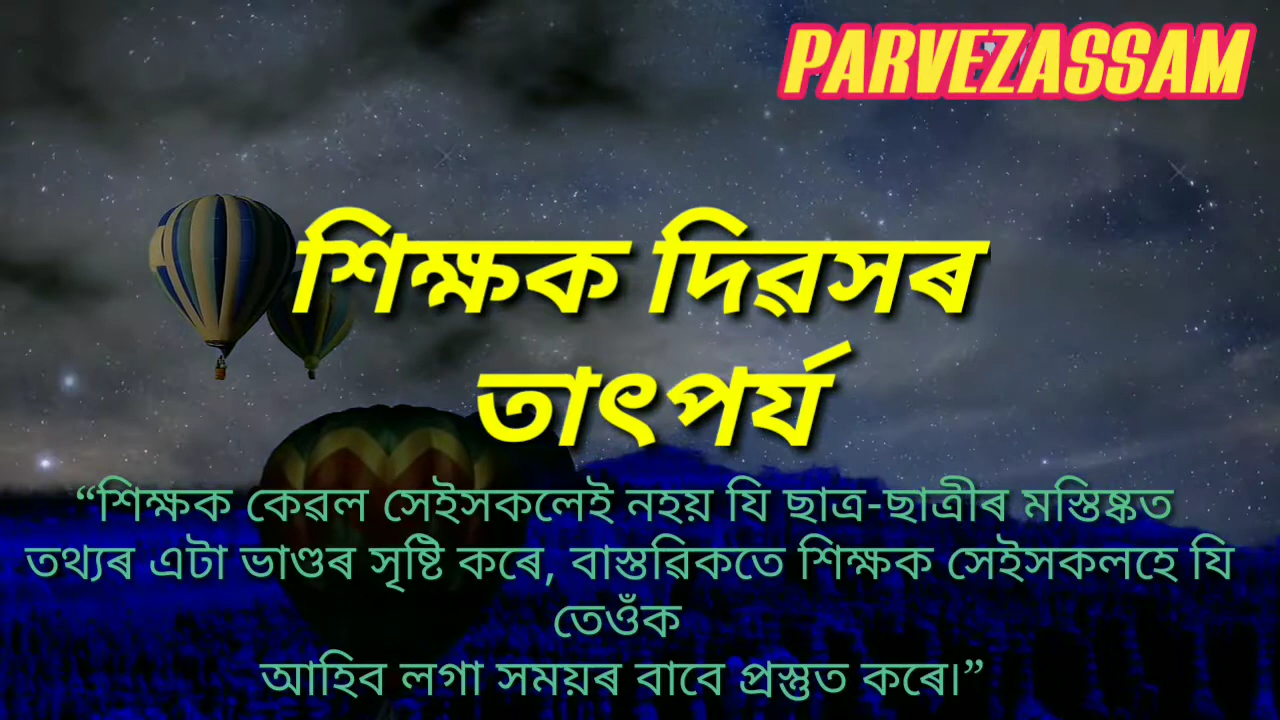 PARVEZASSAM
শিক্ষক দিৱসৰ
তাৎপৰ্য
“শিক্ষক কেৱল সেইসকলেই নহয় যি ছাত্ৰ-ছাত্ৰীৰ মস্তিষ্কত
তথ্যৰ এটা ভাণ্ডৰ সৃষ্টি কৰে, বাস্তৱিকতে শিক্ষক সেইসকলহে যি
তেওঁক
আহিব লগা সময়ৰ বাবে প্ৰস্তুত কৰে।”